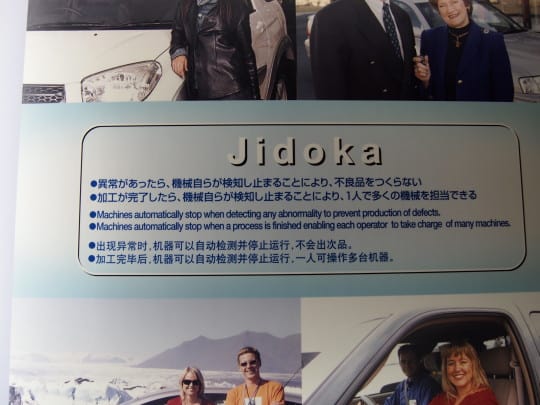 Jidoka
●異常があったら、機械自らが検知し止まることにより、不良品をつくらない
●加工が完了したら、機械自らが検知し止まることにより、1人で多くの機械を担当できる
●Machines automatically stop when detecting any abnormality to prevent production of defects.
●Machines automatically stop when a process is finished enabling each operator to take charge of many machines.
●出现异常时,机器可以自动检测并停止运行,不会出次品。
●加工完毕后,机器可以自动检测并停止运行,一人可操作多台机器。